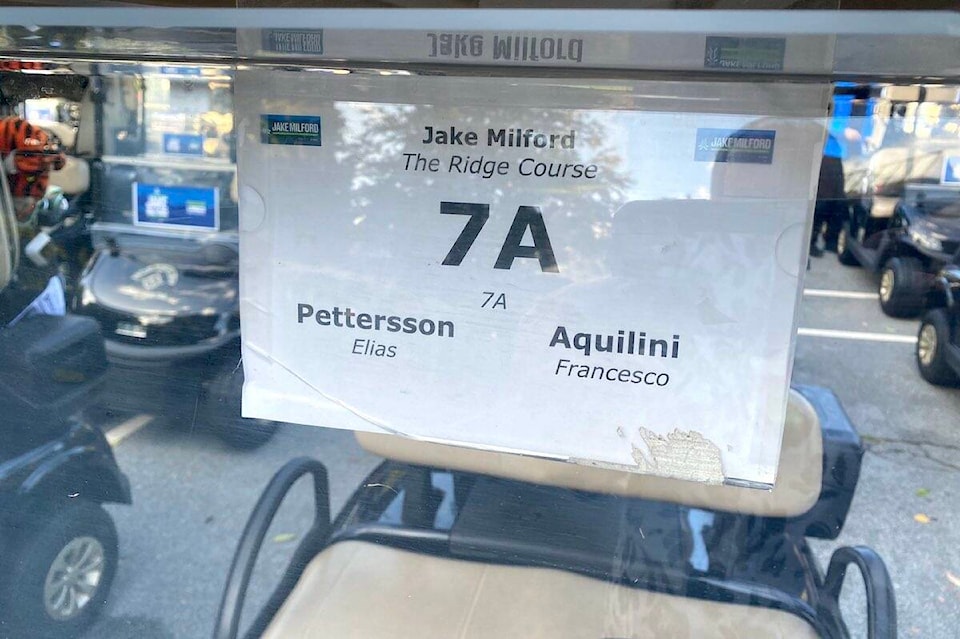 Jake Milford
JAKE MILFORD
Jake Milford
JAKE MILFORD
The Ridge Course
7A
7A
Pettersson
Elias
Aquilini
Francesco